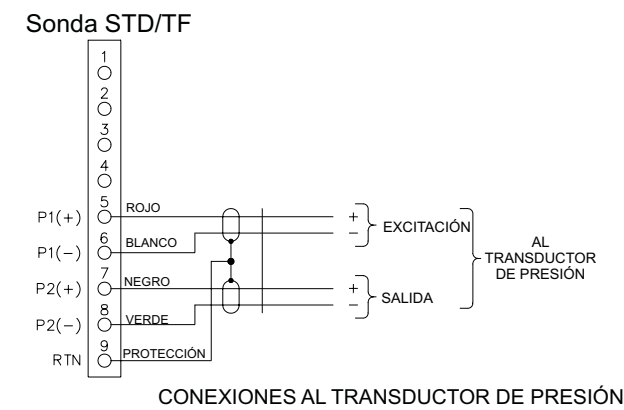 Sonda STD/TF
1
2
3
4
P1(+) 5 ROJO + EXCITACIÓN
P1(−) 6 BLANCO −
AL
TRANSDUCTOR
DE PRESIÓN
P2(+) 7 NEGRO + SALIDA
P2(−) 8 VERDE −
RTN 9 PROTECCIÓN
CONEXIONES AL TRANSDUCTOR DE PRESIÓN